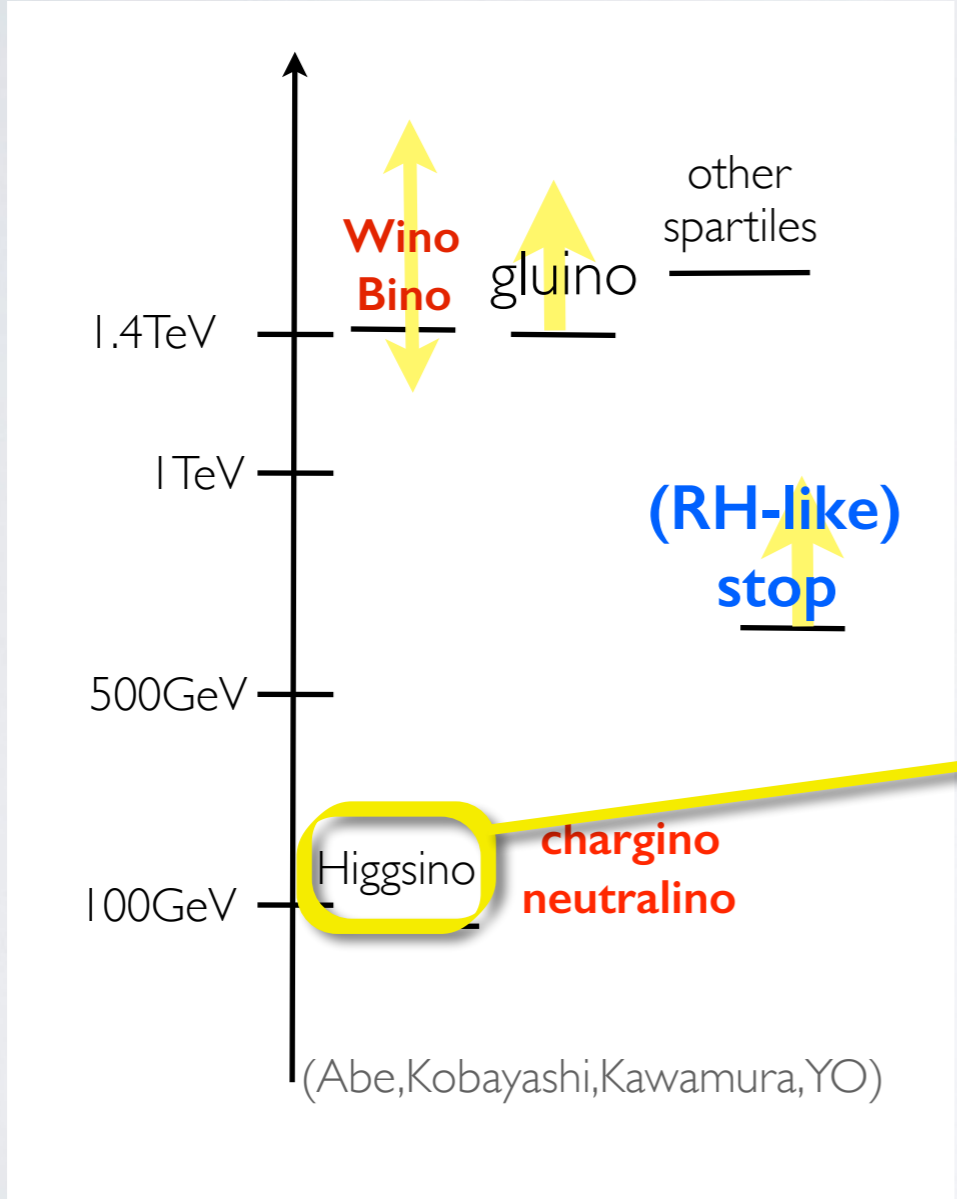 other
spartiles
Wino
Bino
gluino
1.4TeV
1TeV
(RH-like)
stop
500GeV
Higgsino
chargino
neutralino
100GeV
(Abe,Kobayashi,Kawamura,YO)